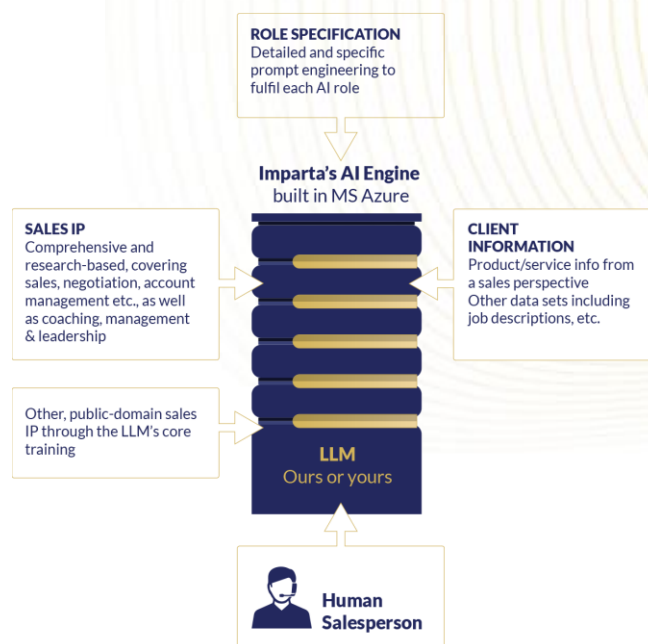 ROLE SPECIFICATION
Detailed and specific
prompt engineering to
fulfil each AI role
Imparta's AI Engine
built in MS Azure
SALES IP
Comprehensive and
research-based, covering
sales, negotiation, account
management etc., as well
as coaching, management
& leadership
CLIENT
INFORMATION
Product/service info from
a sales perspective
Other data sets including
job descriptions, etc.
Other, public-domain sales
IP through the LLM's core
training
LLM
Ours or yours
Human
Salesperson